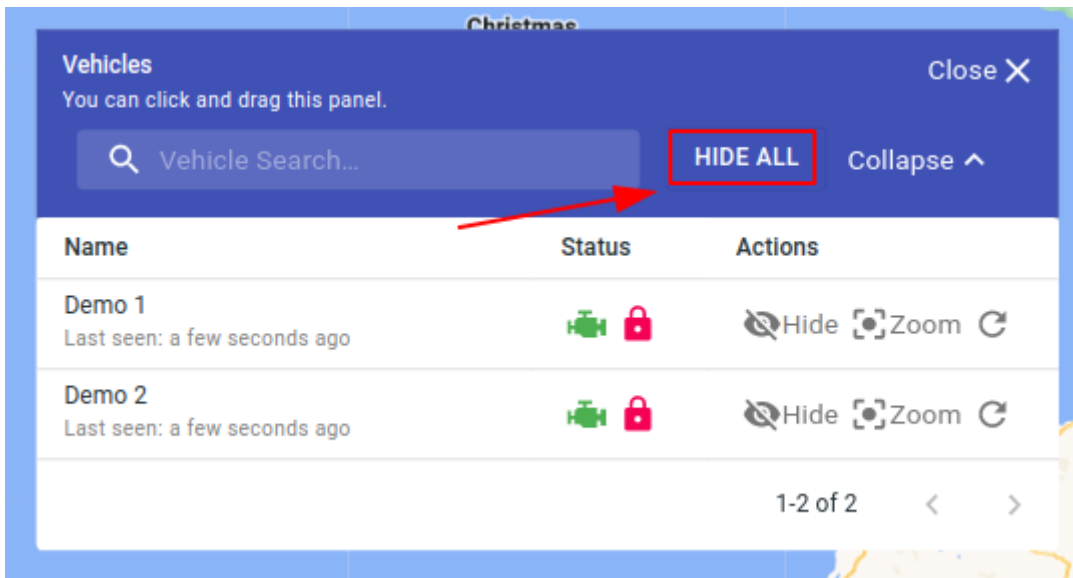 Christmas
Vehicles
Close
You can click and drag this panel.
Vehicle Search...
HIDE ALL
Collapse
Name Status Actions
Demo 1
Last seen: a few seconds ago
Hide Zoom
Demo 2
Last seen: a few seconds ago
Hide Zoom
1-2 of 2